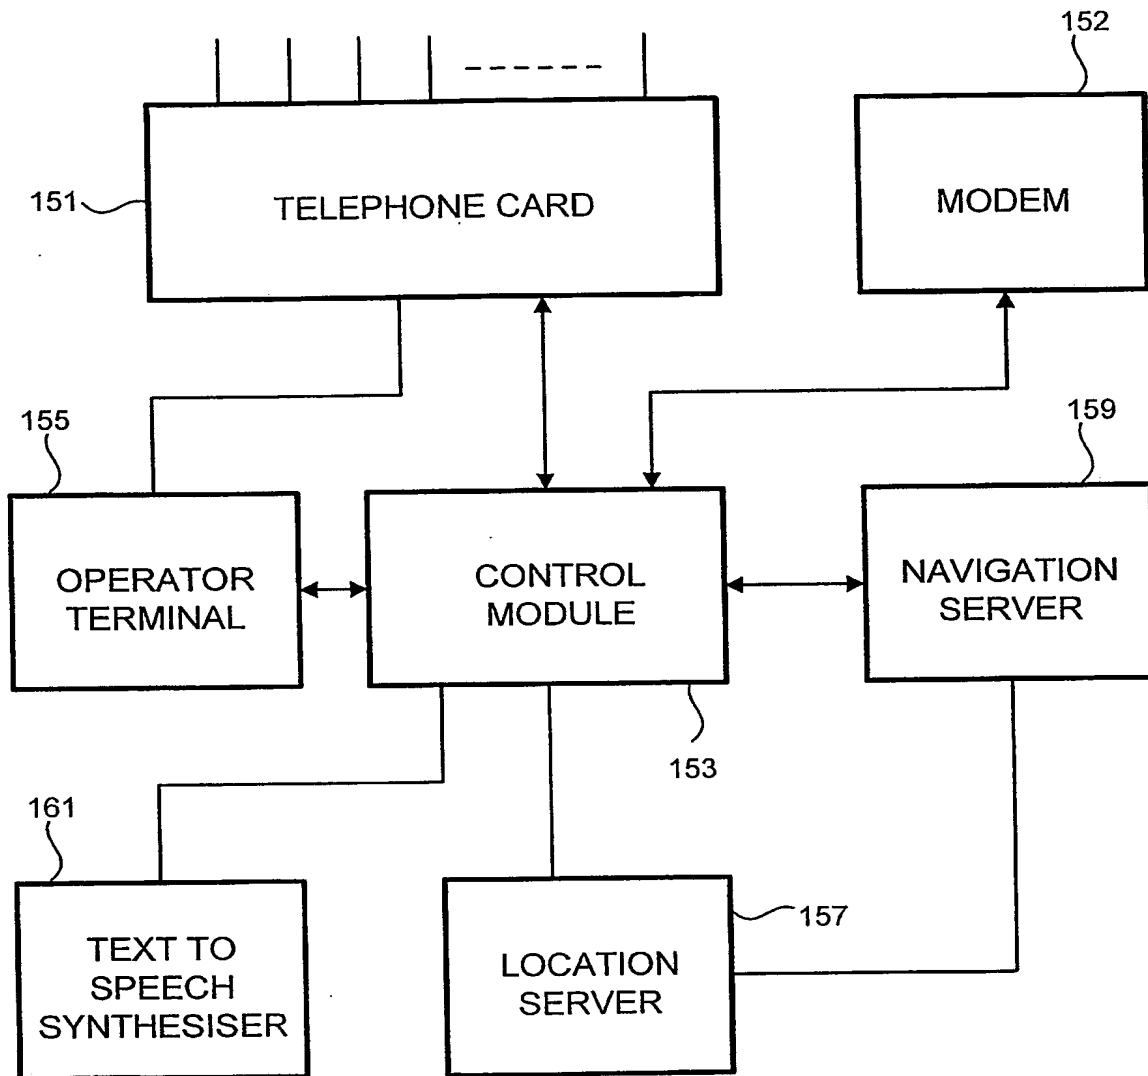 152
151
TELEPHONE CARD
MODEM
155
159
OPERATOR
TERMINAL
CONTROL
MODULE
NAVIGATION
SERVER
153
161
157
TEXT TO
SPEECH
SYNTHESISER
LOCATION
SERVER